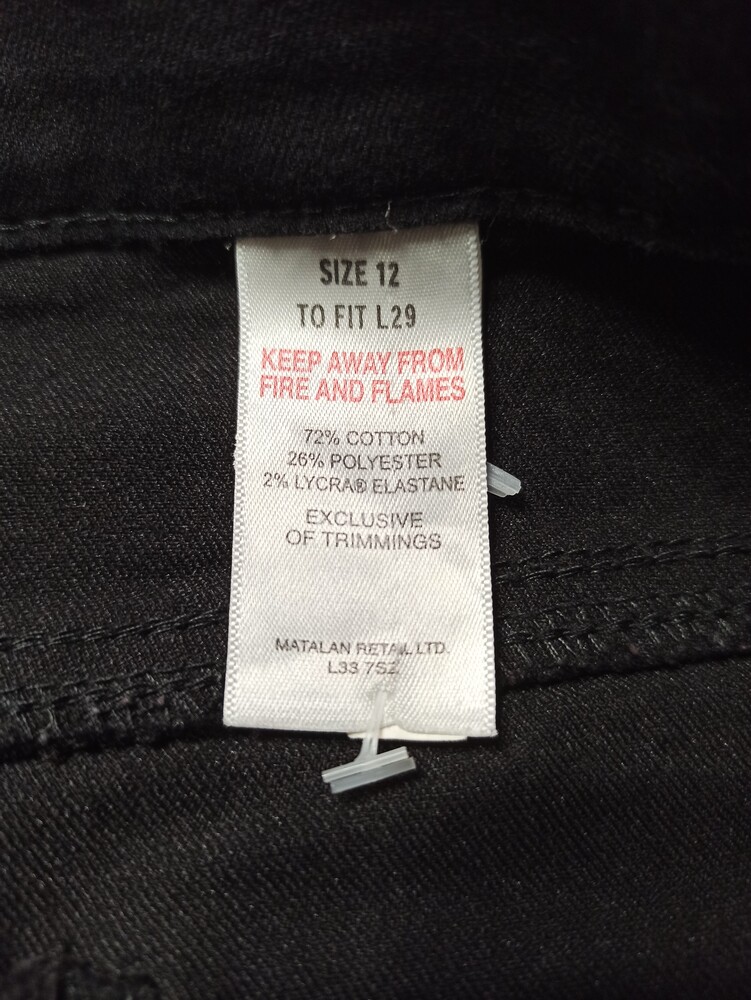 SIZE 12
TO FIT L29
KEEP AWAY FROM
FIRE AND FLAMES
72% COTTON
26% POLYESTER
2% LYCRA® ELASTANE
EXCLUSIVE
OF TRIMMINGS
MATALAN RETAIL LTD.
L33 7SZ